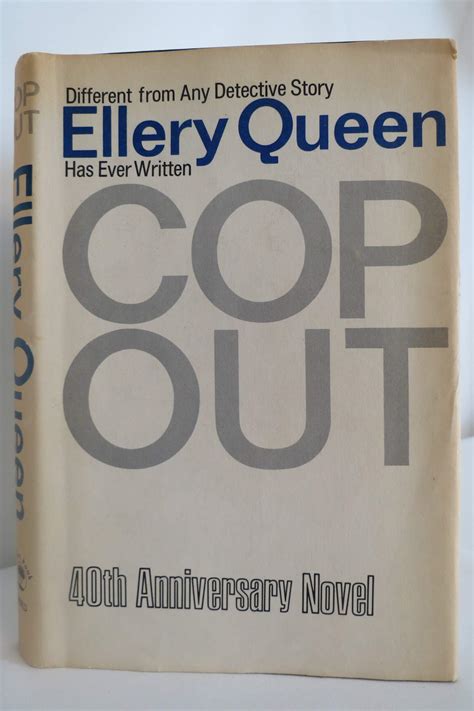 Different from Any Detective Story
Ellery Queen
Has Ever Written
COP
OUT
40th Anniversary Novel
COP
OUT
Ellery Queen